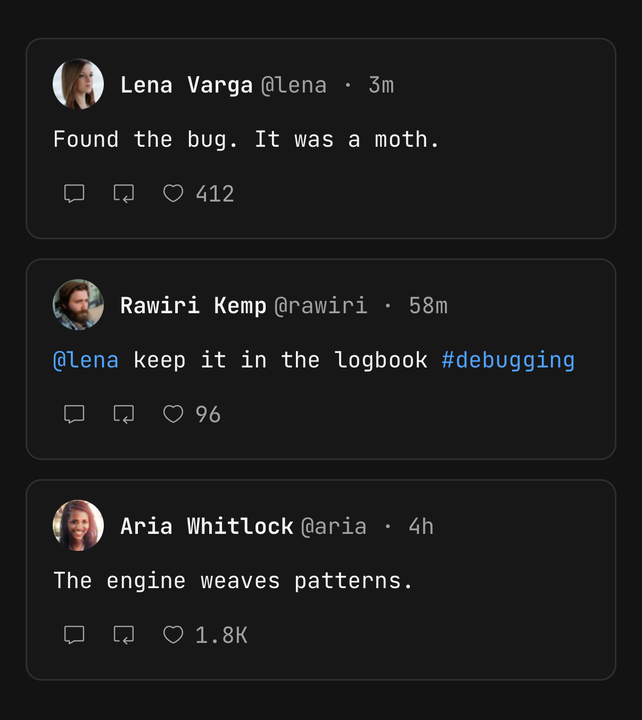 Lena Varga @lena · 3m
Found the bug. It was a moth.
412
Rawiri Kemp @rawiri · 58m
@lena keep it in the logbook #debugging
96
Aria Whitlock @aria · 4h
The engine weaves patterns.
1.8K